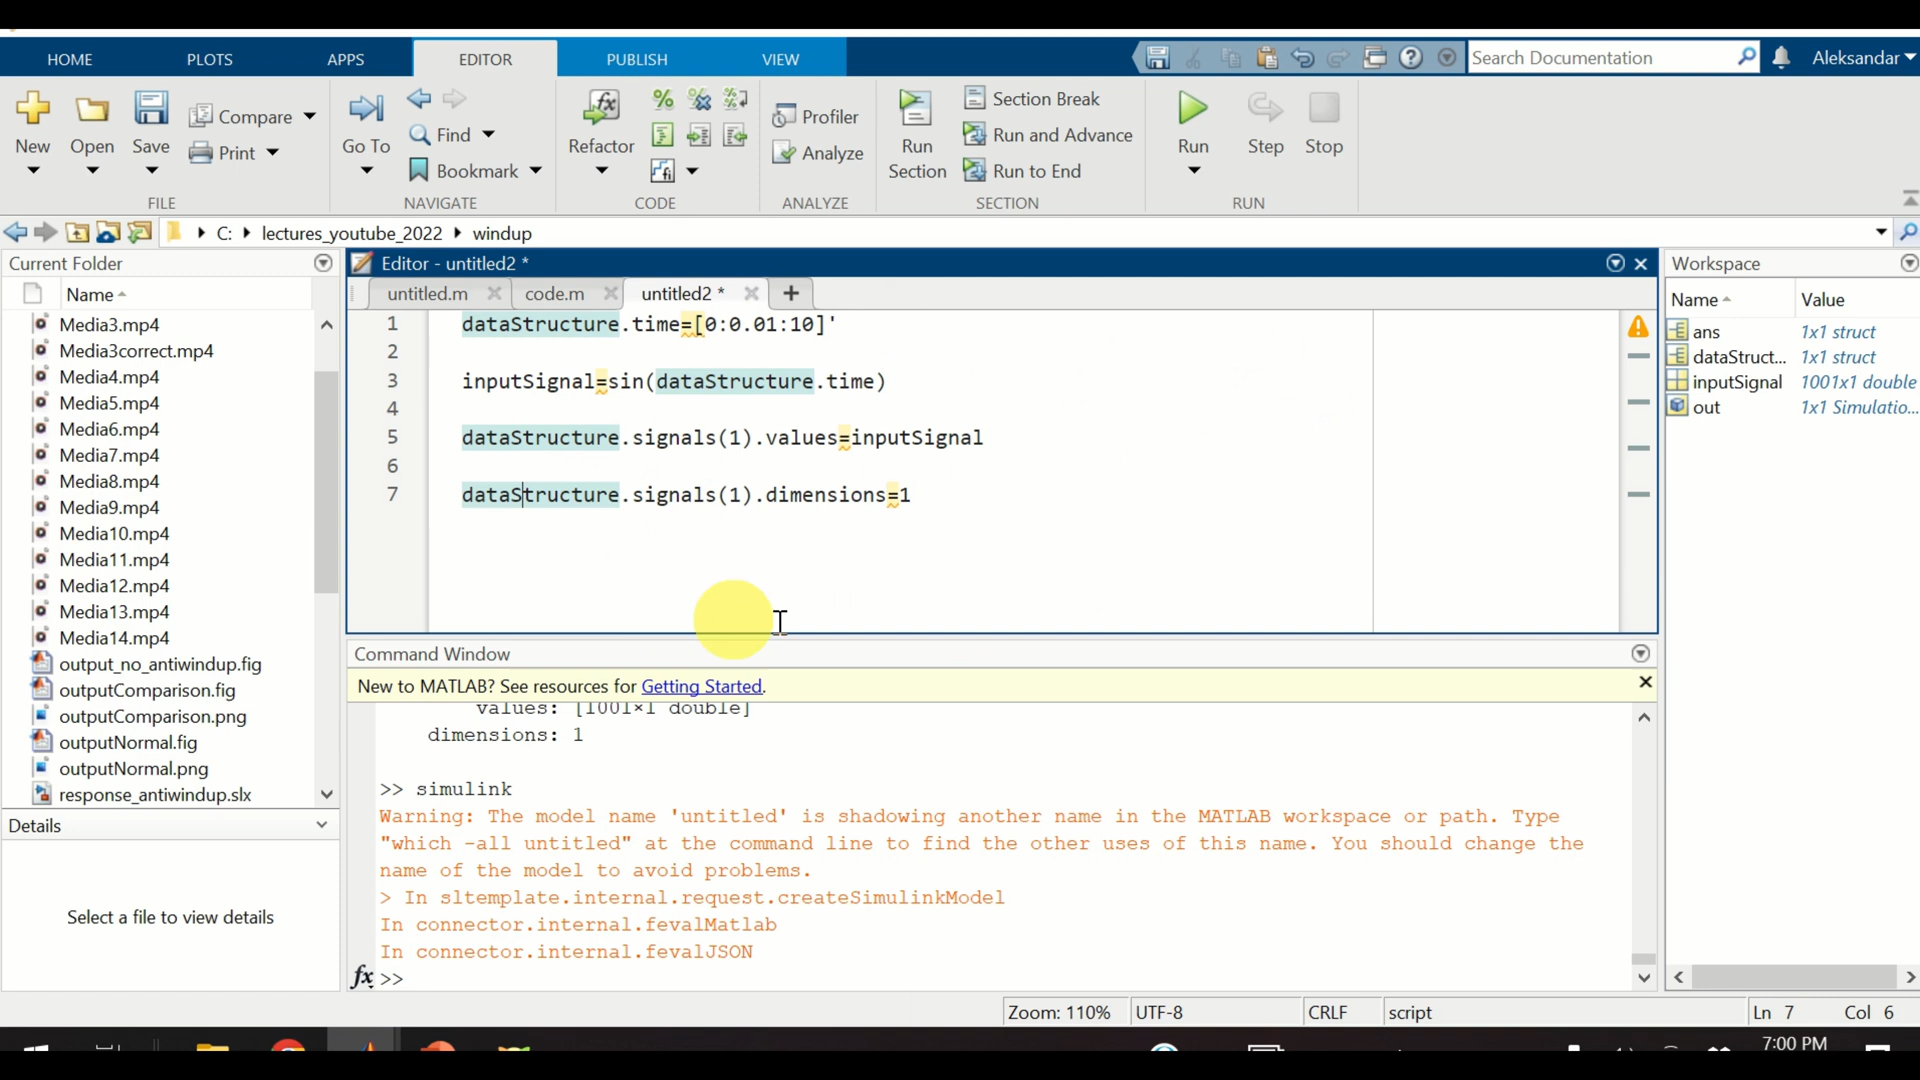 HOME PLOTS APPS EDITOR PUBLISH VIEW Search Documentation Aleksandar
New Open Save Compare Print
FILE
Go To Find Bookmark
NAVIGATE
Refactor
CODE
Profiler
Analyze
ANALYZE
Run Section
Section Break
Run and Advance
Run to End
SECTION
Run Step Stop
RUN
C: lectures_youtube_2022 windup
Current Folder
Name
Media3.mp4
Media3correct.mp4
Media4.mp4
Media5.mp4
Media6.mp4
Media7.mp4
Media8.mp4
Media9.mp4
Media10.mp4
Media11.mp4
Media12.mp4
Media13.mp4
Media14.mp4
output_no_antiwindup.fig
outputComparison.fig
outputComparison.png
outputNormal.fig
outputNormal.png
response_antiwindup.slx
Details
Select a file to view details
Editor - untitled2 *
untitled.m code.m untitled2 *
1 dataStructure.time=[0:0.01:10]'
2
3 inputSignal=sin(dataStructure.time)
4
5 dataStructure.signals(1).values=inputSignal
6
7 dataStructure.signals(1).dimensions=1
Command Window
New to MATLAB? See resources for Getting Started.
values: [1001×1 double]
dimensions: 1
>> simulink
Warning: The model name 'untitled' is shadowing another name in the MATLAB workspace or path. Type
"which -all untitled" at the command line to find the other uses of this name. You should change the
name of the model to avoid problems.
> In sltemplate.internal.request.createSimulinkModel
In connector.internal.fevalMatlab
In connector.internal.fevalJSON
fx >>
Workspace
Name Value
ans 1x1 struct
dataStruct... 1x1 struct
inputSignal 1001x1 double
out 1x1 Simulatio...
Zoom: 110% UTF-8 CRLF script Ln 7 Col 6
7:00 PM